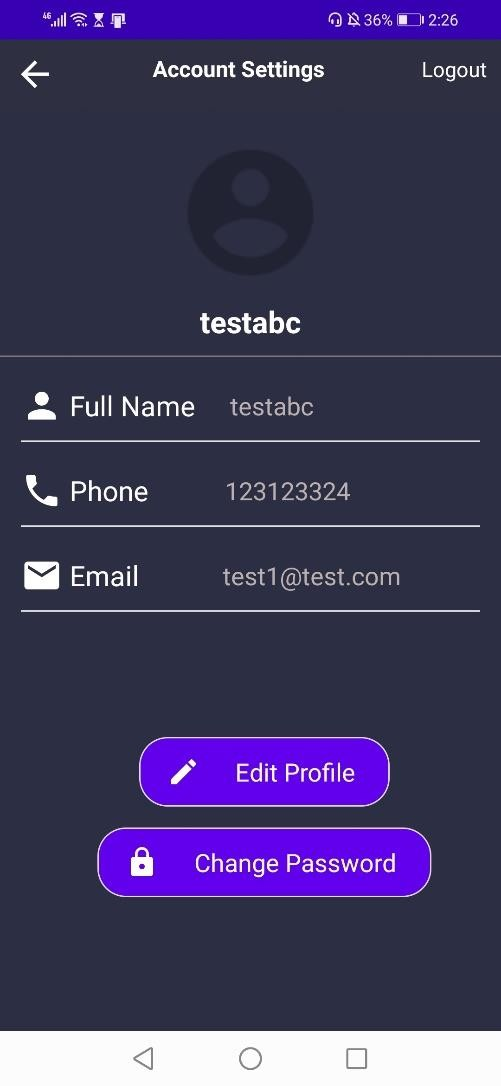 4G 36% 2:26
Account Settings Logout
testabc
Full Name testabc
Phone 123123324
Email test1@test.com
Edit Profile
Change Password